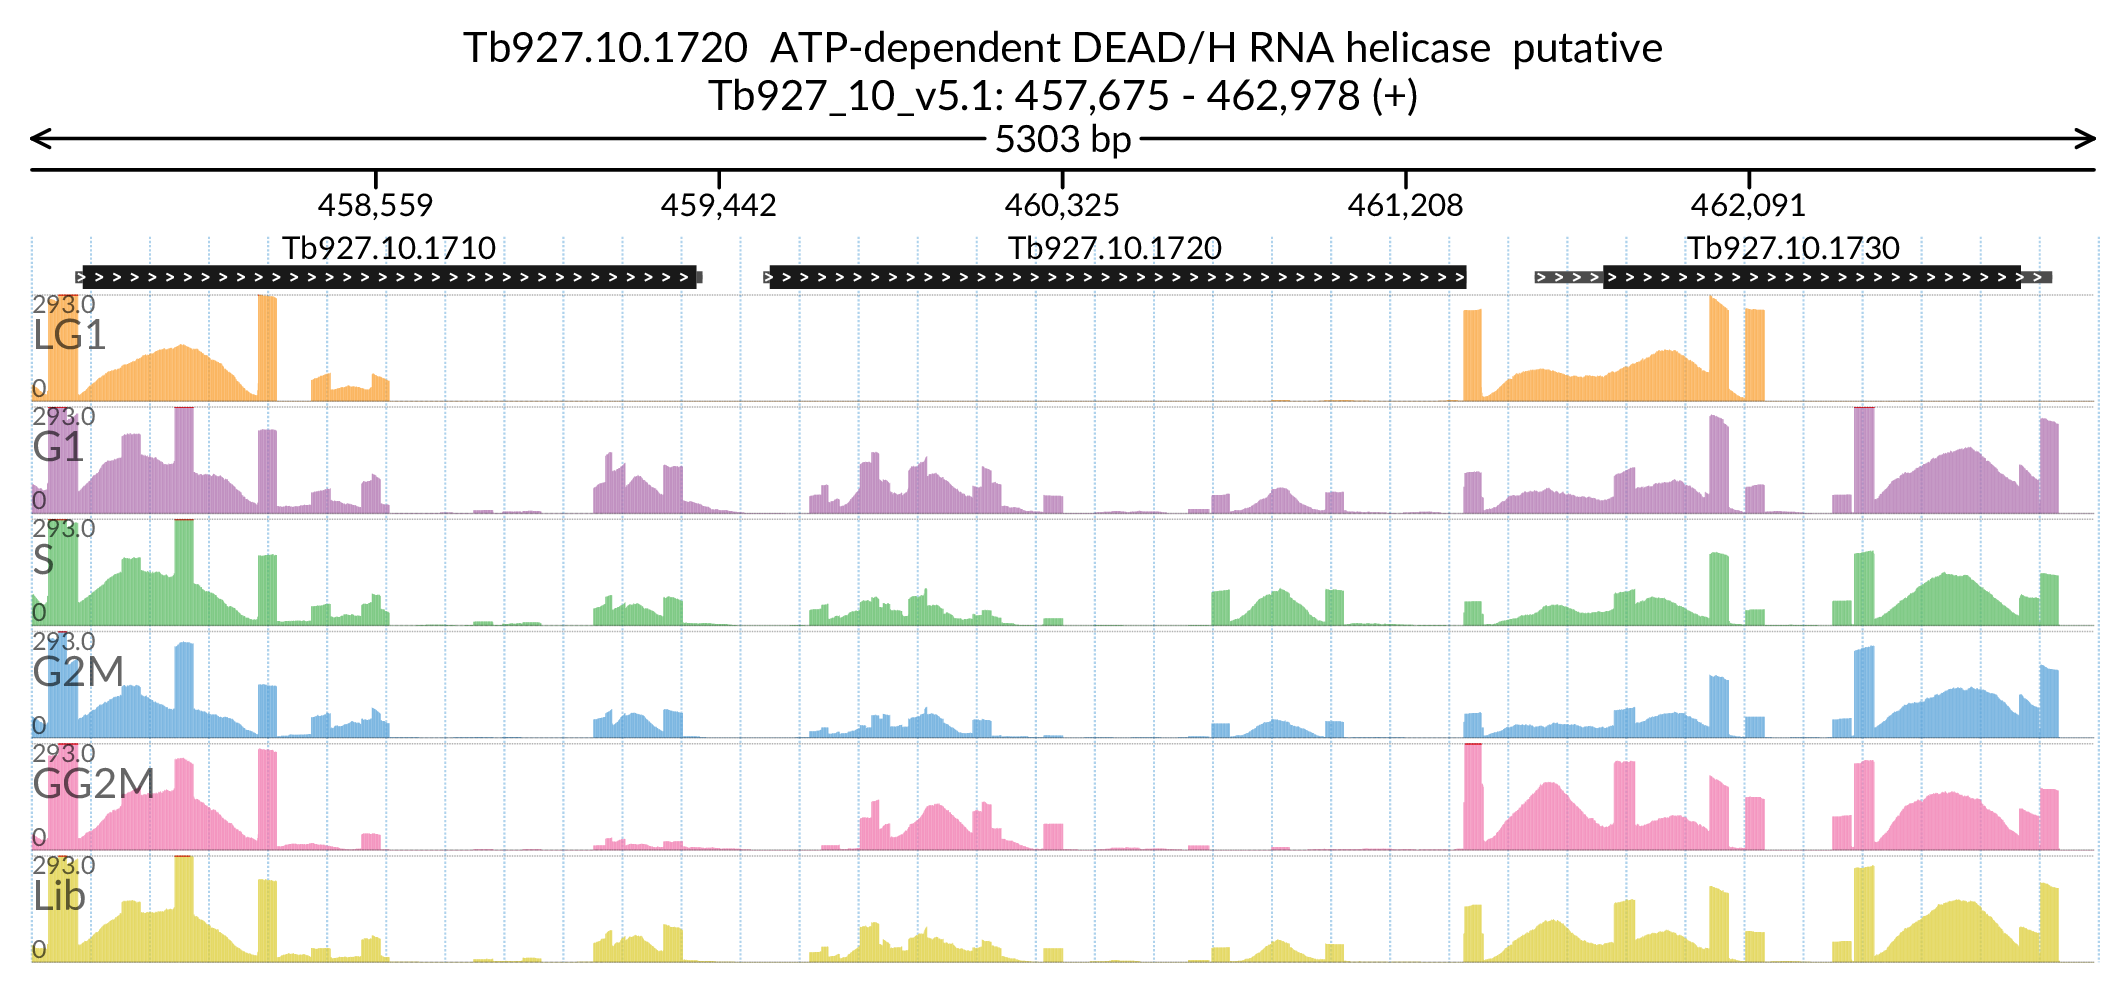 Tb927.10.1720 ATP-dependent DEAD/H RNA helicase putative
Tb927_10_v5.1: 457,675 - 462,978 (+)
5303 bp
458,559 459,442 460,325 461,208 462,091
Tb927.10.1710 Tb927.10.1720 Tb927.10.1730
293.0
LG1
0
293.0
G1
0
293.0
S
0
293.0
G2M
0
293.0
GG2M
0
293.0
Lib
0